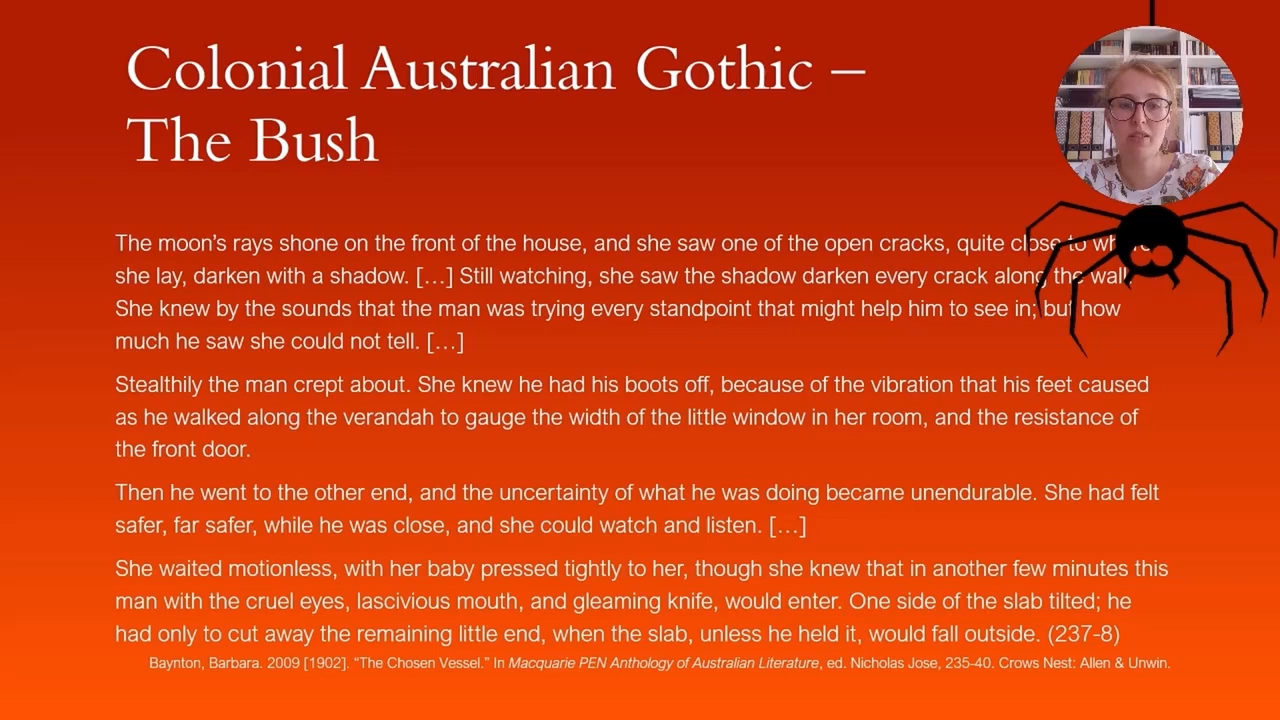 Colonial Australian Gothic –
The Bush
The moon’s rays shone on the front of the house, and she saw one of the open cracks, quite close to where
she lay, darken with a shadow. […] Still watching, she saw the shadow darken every crack along the wall.
She knew by the sounds that the man was trying every standpoint that might help him to see in; but how
much he saw she could not tell. […]
Stealthily the man crept about. She knew he had his boots off, because of the vibration that his feet caused
as he walked along the verandah to gauge the width of the little window in her room, and the resistance of
the front door.
Then he went to the other end, and the uncertainty of what he was doing became unendurable. She had felt
safer, far safer, while he was close, and she could watch and listen. […]
She waited motionless, with her baby pressed tightly to her, though she knew that in another few minutes this
man with the cruel eyes, lascivious mouth, and gleaming knife, would enter. One side of the slab tilted; he
had only to cut away the remaining little end, when the slab, unless he held it, would fall outside. (237-8)
Baynton, Barbara. 2009 [1902]. “The Chosen Vessel.” In Macquarie PEN Anthology of Australian Literature, ed. Nicholas Jose, 235-40. Crows Nest: Allen & Unwin.